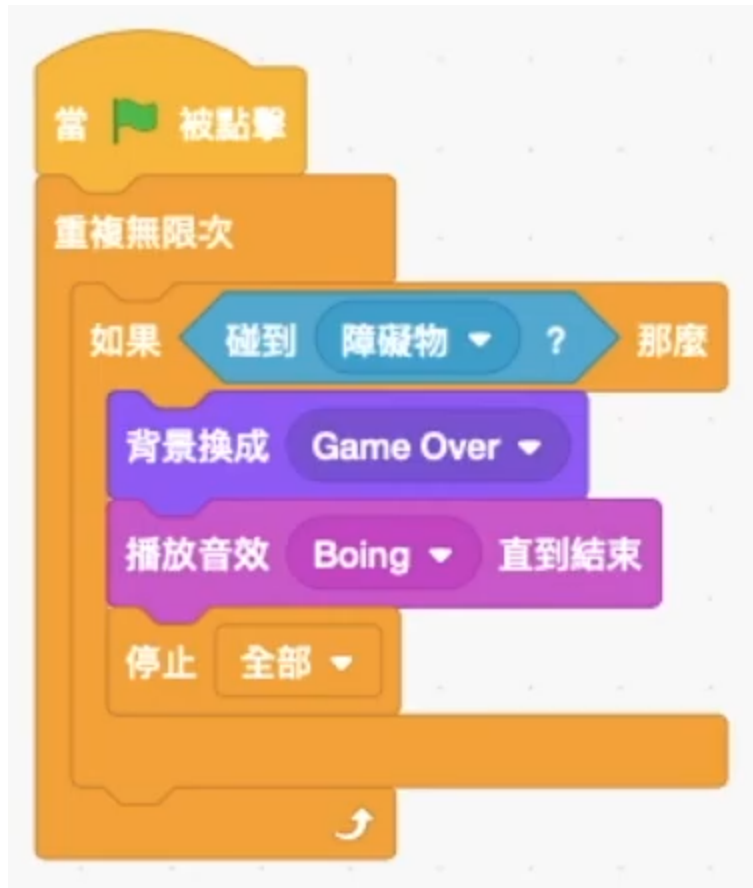 當 被點擊
重複無限次
如果 碰到 障礙物 ? 那麼
背景換成 Game Over
播放音效 Boing 直到結束
停止 全部